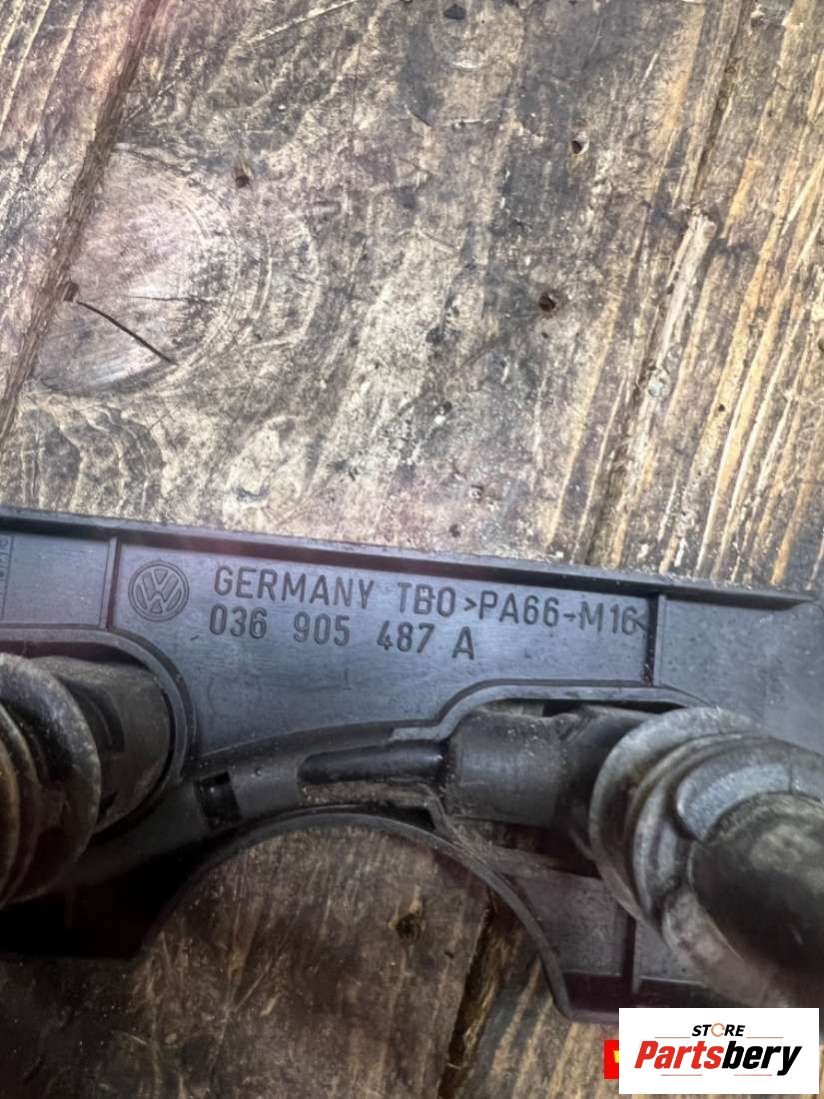 GERMANY TBO >PA66-M16<
036 905 487 A
STORE
Partsbery